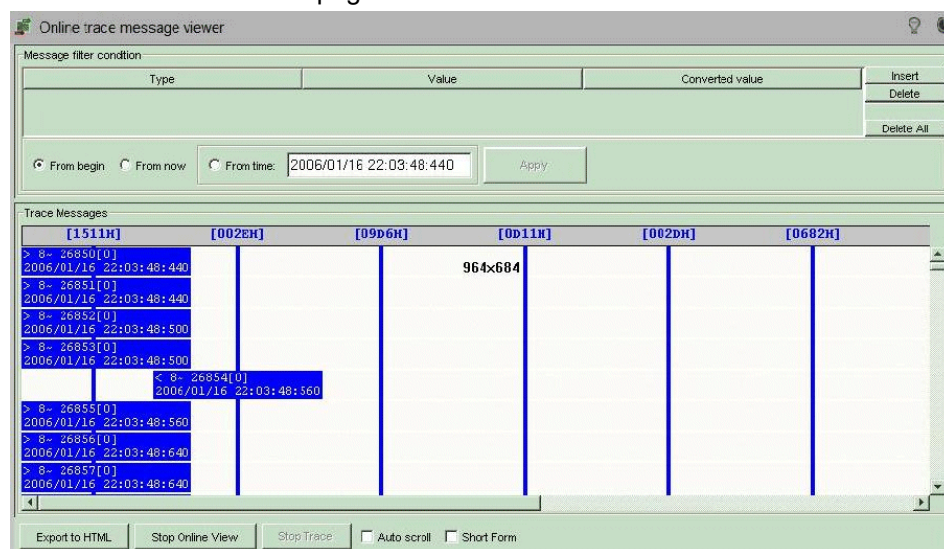 Online trace message viewer
Message filter condtion
Type Value Converted value
Insert
Delete
Delete All
From begin From now From time: 2006/01/16 22:03:48:440 Appy
Trace Messages
[1511H] [002EH] [09D6H] [0D11H] [002DH] [0682H]
> 8~ 26850[0]
2006/01/16 22:03:48:440
964x684
> 8~ 26851[0]
2006/01/16 22:03:48:440
> 8~ 26852[0]
2006/01/16 22:03:48:500
> 8~ 26853[0]
2006/01/16 22:03:48:500
< 8~ 26854[0]
2006/01/16 22:03:48:560
> 8~ 26855[0]
2006/01/16 22:03:48:560
> 8~ 26856[0]
2006/01/16 22:03:48:640
> 8~ 26857[0]
2006/01/16 22:03:48:640
Export to HTML Stop Online View Stop Trace Auto scroll Short Form